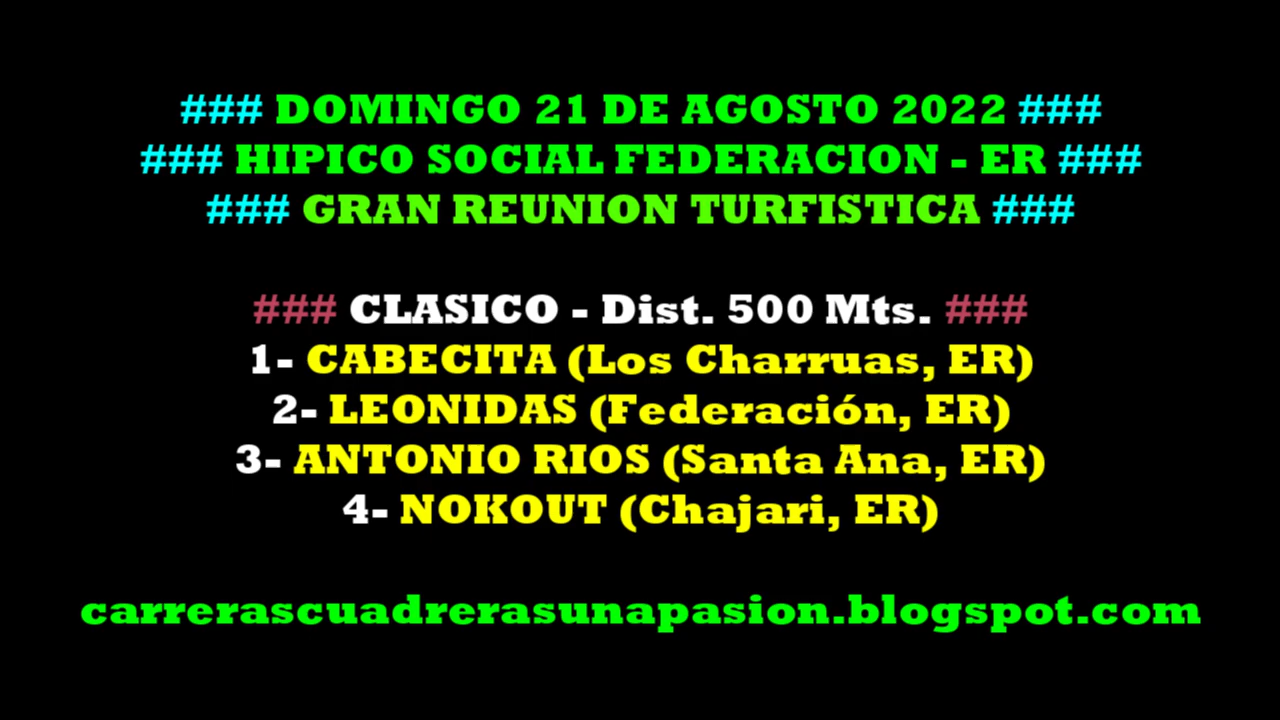 ### DOMINGO 21 DE AGOSTO 2022 ###
### HIPICO SOCIAL FEDERACION - ER ###
### GRAN REUNION TURFISTICA ###
### CLASICO - Dist. 500 Mts. ###
1- CABECITA (Los Charruas, ER)
2- LEONIDAS (Federación, ER)
3- ANTONIO RIOS (Santa Ana, ER)
4- NOKOUT (Chajari, ER)
carrerascuadrerasunapasion.blogspot.com